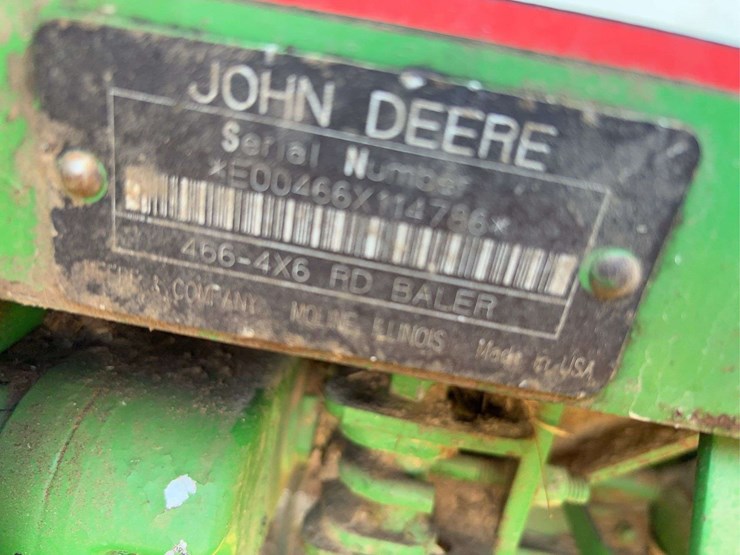 JOHN DEERE
Serial Number
*E00466X114786*
466-4X6 RD BALER
DEERE & COMPANY MOLINE, ILLINOIS Made in USA